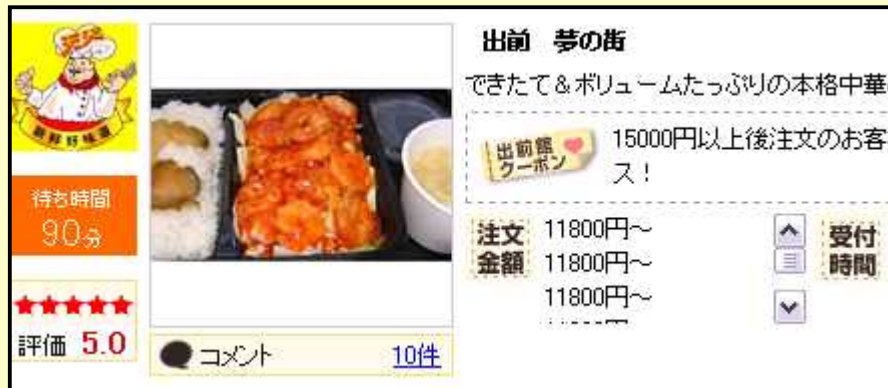 出前 夢の街
できたて&ボリュームたっぷりの本格中華
出前館
クーポン
15000円以上後注文のお客
ス!
待ち時間
90分
注文
金額
11800円~
11800円~
11800円~
受付
時間
評価 5.0
コメント
10件